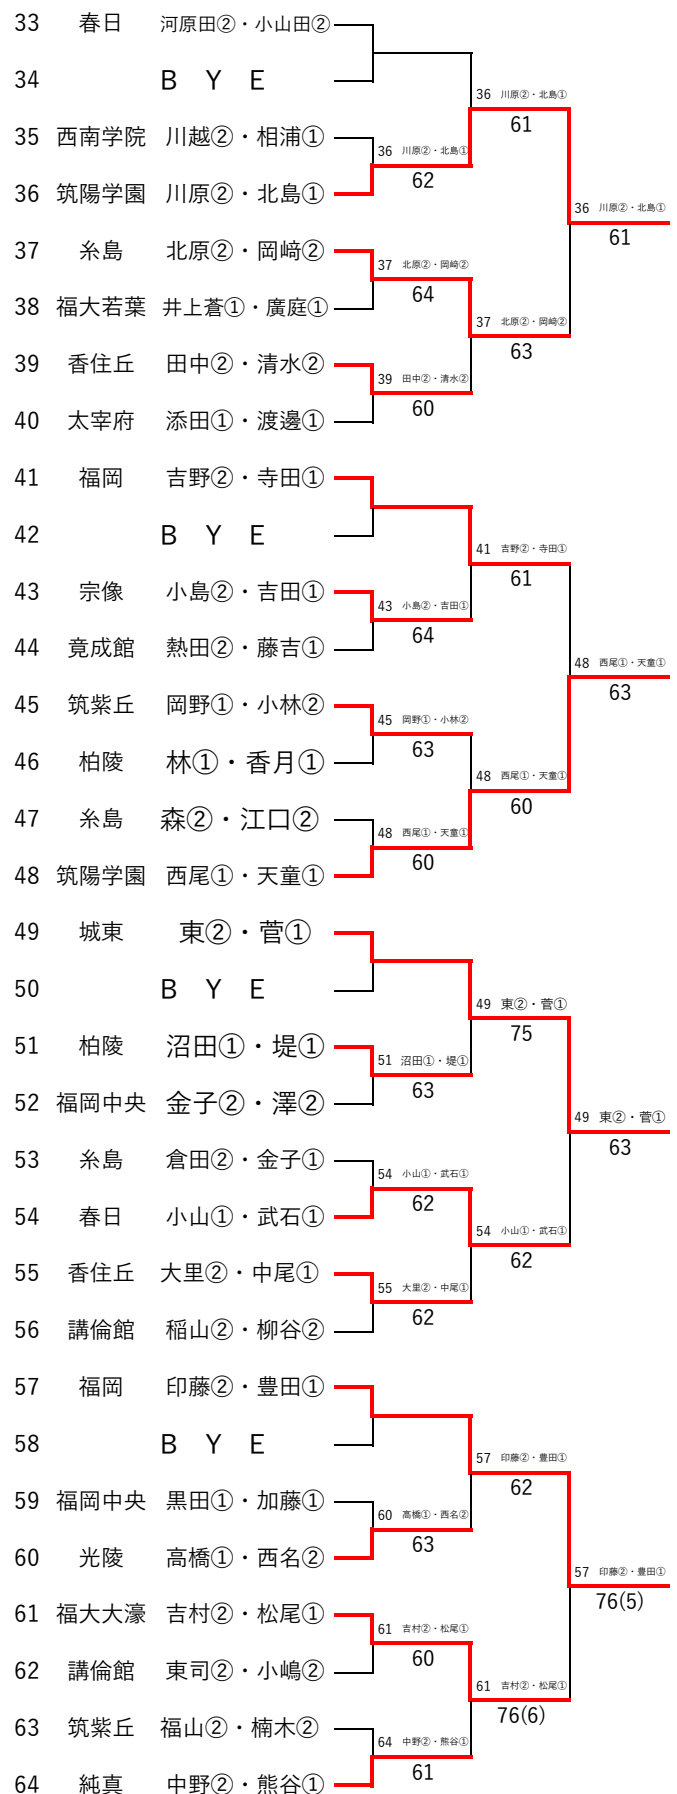 33 春日 河原田②・小山田②
34 BYE
36 川原②・北島①
61
35 西南学院 川越②・相浦①
36 川原②・北島①
62
36 筑陽学園 川原②・北島①
36 川原②・北島①
61
37 糸島 北原②・岡﨑②
37 北原②・岡﨑②
64
38 福大若葉 井上蒼①・廣庭①
37 北原②・岡﨑②
63
39 香住丘 田中②・清水②
39 田中②・清水②
60
40 太宰府 添田①・渡邊①
41 福岡 吉野②・寺田①
42 BYE
41 吉野②・寺田①
61
43 宗像 小島②・吉田①
43 小島②・吉田①
64
44 竟成館 熱田②・藤吉①
48 西尾①・天童①
63
45 筑紫丘 岡野①・小林②
45 岡野①・小林②
63
46 柏陵 林①・香月①
48 西尾①・天童①
60
47 糸島 森②・江口②
48 西尾①・天童①
60
48 筑陽学園 西尾①・天童①
49 城東 東②・菅①
50 BYE
49 東②・菅①
75
51 柏陵 沼田①・堤①
51 沼田①・堤①
63
52 福岡中央 金子②・澤②
49 東②・菅①
63
53 糸島 倉田②・金子①
54 小山①・武石①
62
54 春日 小山①・武石①
54 小山①・武石①
62
55 香住丘 大里②・中尾①
55 大里②・中尾①
62
56 講倫館 稲山②・柳谷②
57 福岡 印藤②・豊田①
58 BYE
57 印藤②・豊田①
62
59 福岡中央 黒田①・加藤①
60 高橋①・西名②
63
60 光陵 高橋①・西名②
57 印藤②・豊田①
76(5)
61 福大大濠 吉村②・松尾①
61 吉村②・松尾①
60
62 講倫館 東司②・小嶋②
61 吉村②・松尾①
76(6)
63 筑紫丘 福山②・楠木②
64 中野②・熊谷①
61
64 純真 中野②・熊谷①